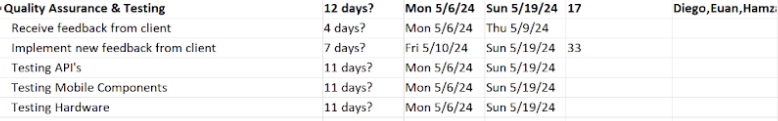 Quality Assurance & Testing 12 days? Mon 5/6/24 Sun 5/19/24 17 Diego,Euan,Hamz
Receive feedback from client 4 days? Mon 5/6/24 Thu 5/9/24
Implement new feedback from client 7 days? Fri 5/10/24 Sun 5/19/24 33
Testing API's 11 days? Mon 5/6/24 Sun 5/19/24
Testing Mobile Components 11 days? Mon 5/6/24 Sun 5/19/24
Testing Hardware 11 days? Mon 5/6/24 Sun 5/19/24